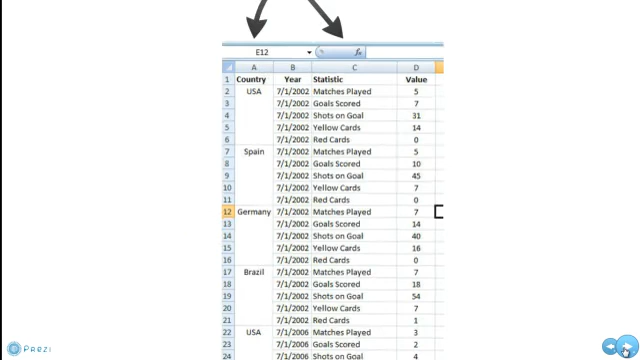 E12
fx
A B C D
1 Country Year Statistic Value
2 USA 7/1/2002 Matches Played 5
3 7/1/2002 Goals Scored 7
4 7/1/2002 Shots on Goal 31
5 7/1/2002 Yellow Cards 14
6 7/1/2002 Red Cards 0
7 Spain 7/1/2002 Matches Played 5
8 7/1/2002 Goals Scored 10
9 7/1/2002 Shots on Goal 45
10 7/1/2002 Yellow Cards 7
11 7/1/2002 Red Cards 0
12 Germany 7/1/2002 Matches Played 7
13 7/1/2002 Goals Scored 14
14 7/1/2002 Shots on Goal 40
15 7/1/2002 Yellow Cards 16
16 7/1/2002 Red Cards 0
17 Brazil 7/1/2002 Matches Played 7
18 7/1/2002 Goals Scored 18
19 7/1/2002 Shots on Goal 54
20 7/1/2002 Yellow Cards 7
21 7/1/2002 Red Cards 1
22 USA 7/1/2006 Matches Played 3
23 7/1/2006 Goals Scored 2
24 7/1/2006 Shots on Goal 4
Prezi